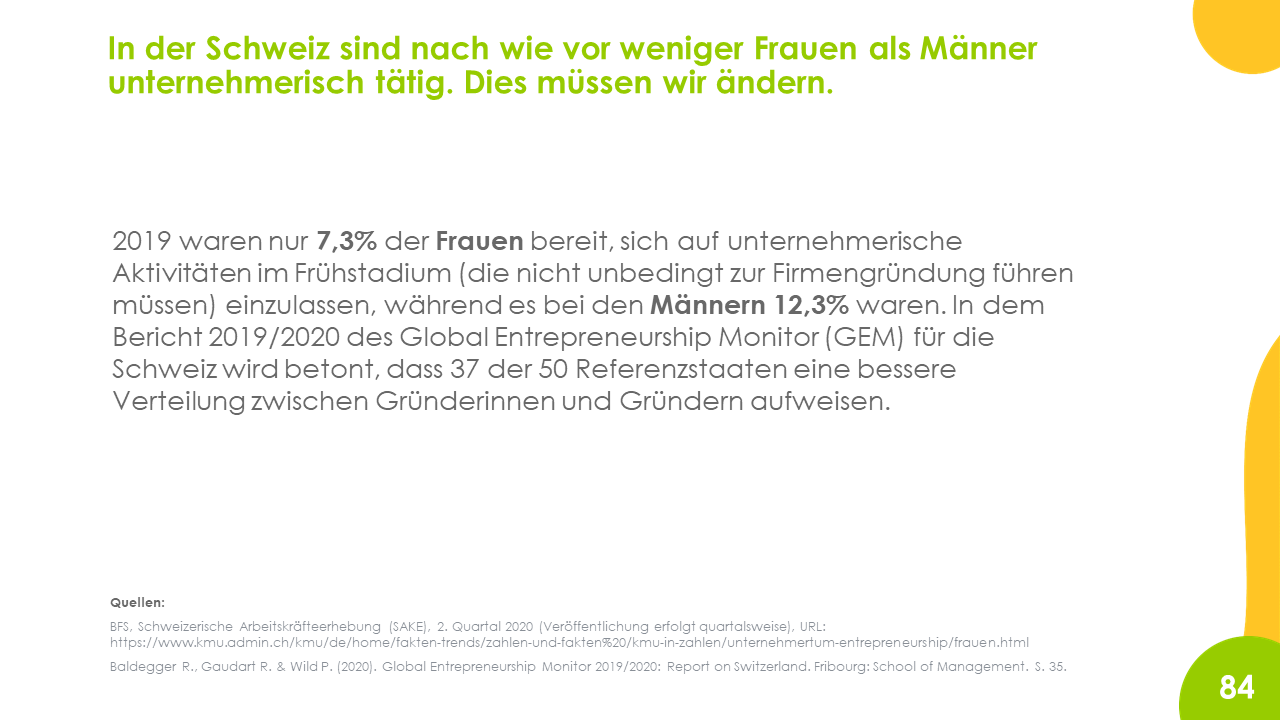 In der Schweiz sind nach wie vor weniger Frauen als Männer
unternehmerisch tätig. Dies müssen wir ändern.
2019 waren nur 7,3% der Frauen bereit, sich auf unternehmerische
Aktivitäten im Frühstadium (die nicht unbedingt zur Firmengründung führen
müssen) einzulassen, während es bei den Männern 12,3% waren. In dem
Bericht 2019/2020 des Global Entrepreneurship Monitor (GEM) für die
Schweiz wird betont, dass 37 der 50 Referenzstaaten eine bessere
Verteilung zwischen Gründerinnen und Gründern aufweisen.
Quellen:
BFS, Schweizerische Arbeitskräfteerhebung (SAKE), 2. Quartal 2020 (Veröffentlichung erfolgt quartalsweise), URL:
https://www.kmu.admin.ch/kmu/de/home/fakten-trends/zahlen-und-fakten%20/kmu-in-zahlen/unternehmertum-entrepreneurship/frauen.html
Baldegger R., Gaudart R. & Wild P. (2020). Global Entrepreneurship Monitor 2019/2020: Report on Switzerland. Fribourg: School of Management. S. 35.
84